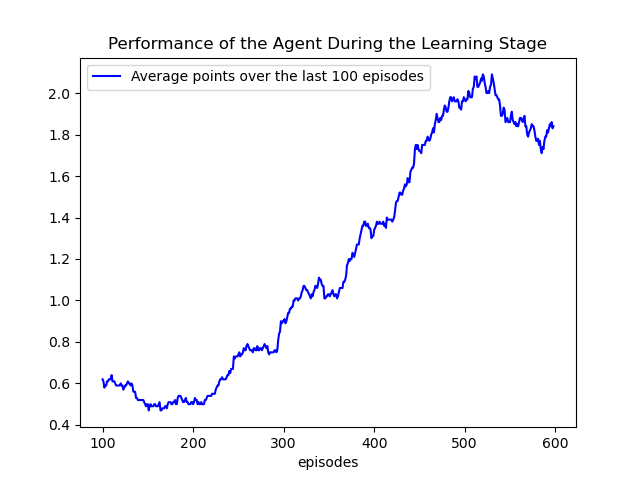 Performance of the Agent During the Learning Stage
Average points over the last 100 episodes
2.0
1.8
1.6
1.4
1.2
1.0
0.8
0.6
0.4
100 200 300 400 500 600
episodes